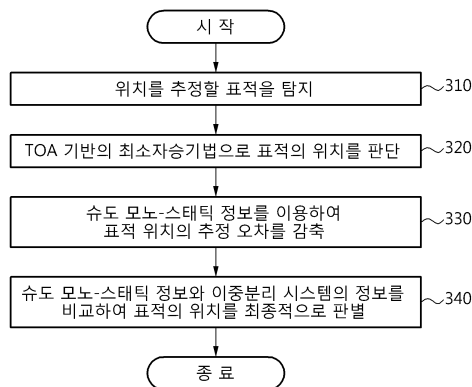 시 작
위치를 추정할 표적을 탐지
310
TOA 기반의 최소자승기법으로 표적의 위치를 판단
320
슈도 모노-스태틱 정보를 이용하여
표적 위치의 추정 오차를 감축
330
슈도 모노-스태틱 정보와 이중분리 시스템의 정보를
비교하여 표적의 위치를 최종적으로 판별
340
종 료